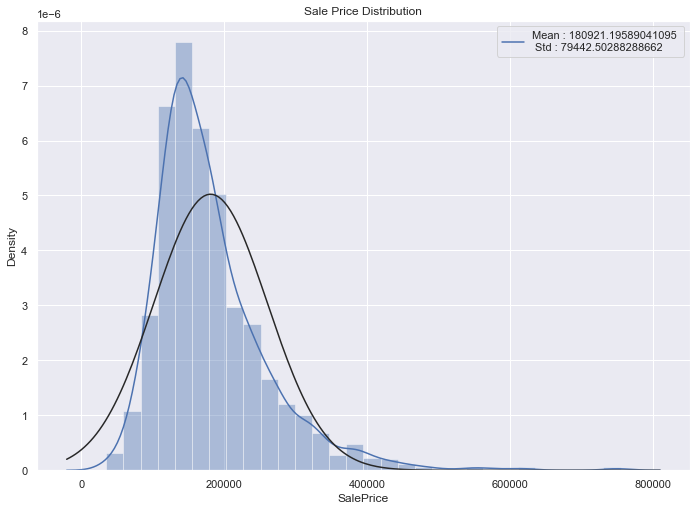 Sale Price Distribution
1e−6
Mean : 180921.19589041095
Std : 79442.50288288662
8
7
6
5
4
3
2
1
0
Density
0
200000
400000
600000
800000
SalePrice